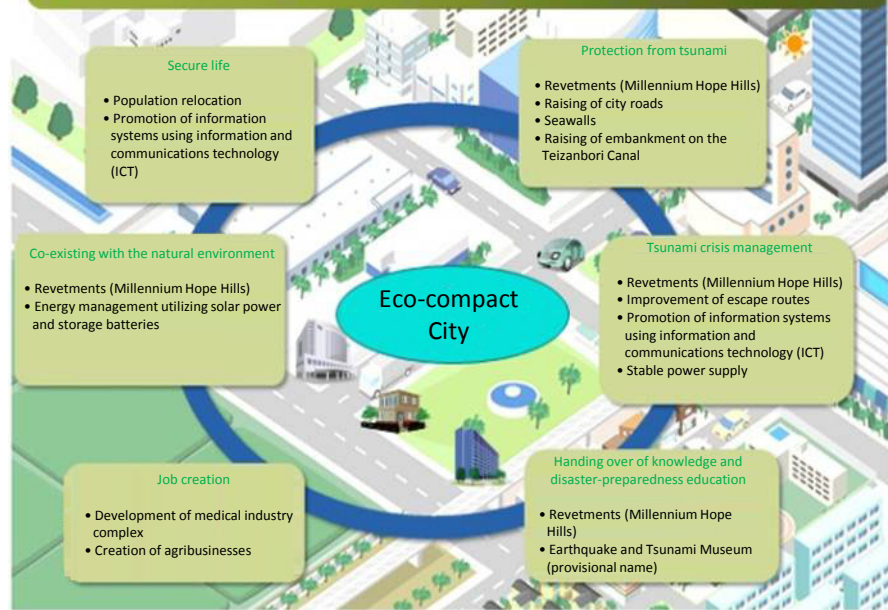 Secure life
• Population relocation
• Promotion of information
systems using information and
communications technology
(ICT)
Protection from tsunami
• Revetments (Millennium Hope Hills)
• Raising of city roads
• Seawalls
• Raising of embankment on the
Teizanbori Canal
Co-existing with the natural environment
• Revetments (Millennium Hope Hills)
• Energy management utilizing solar power
and storage batteries
Eco-compact
City
Tsunami crisis management
• Revetments (Millennium Hope Hills)
• Improvement of escape routes
• Promotion of information systems
using information and
communications technology (ICT)
• Stable power supply
Job creation
• Development of medical industry
complex
• Creation of agribusinesses
Handing over of knowledge and
disaster-preparedness education
• Revetments (Millennium Hope
Hills)
• Earthquake and Tsunami Museum
(provisional name)